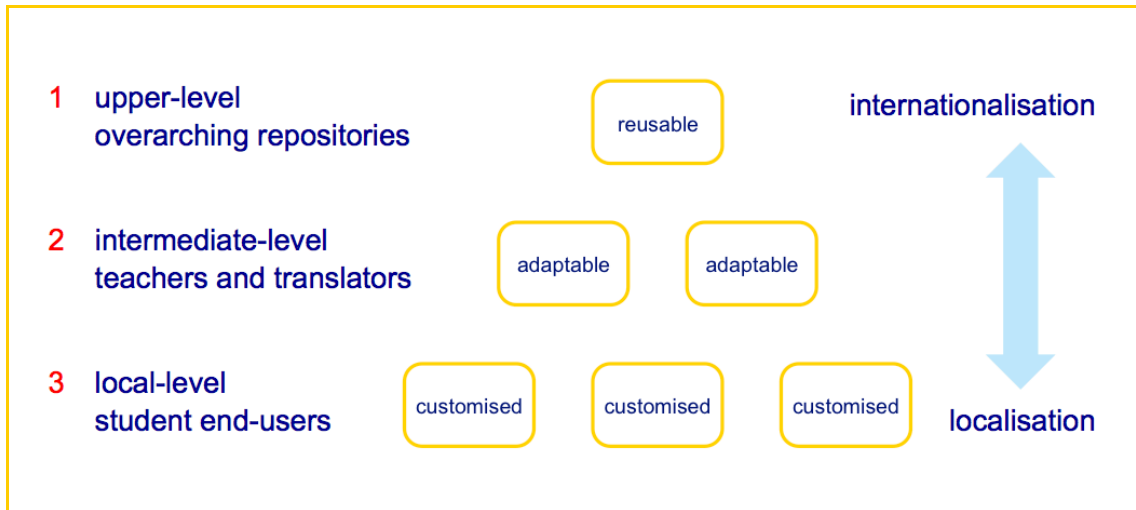 1 upper-level
overarching repositories
reusable
internationalisation
2 intermediate-level
teachers and translators
adaptable
adaptable
3 local-level
student end-users
customised
customised
customised
localisation